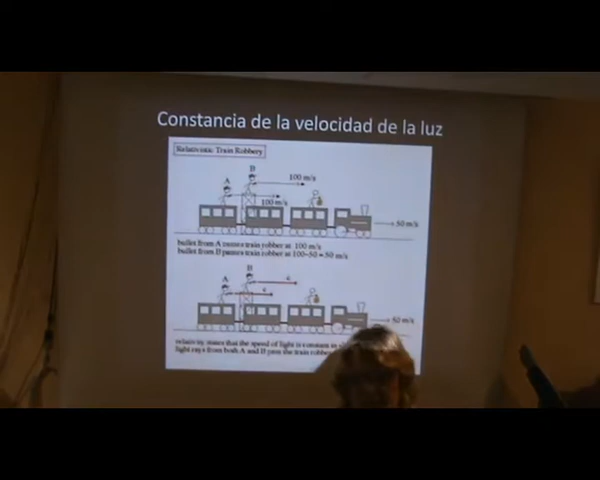 Constancia de la velocidad de la luz
Relativistic Train Robbery
B
100 m/s
A
100 m/s
50 m/s
bullet from A passes train robber at 100 m/s
bullet from B passes train robber at 100-50=50 m/s
B
c
A
c
50 m/s
relativity states that the speed of light is constant in
light rays from both A and B pass the train robber